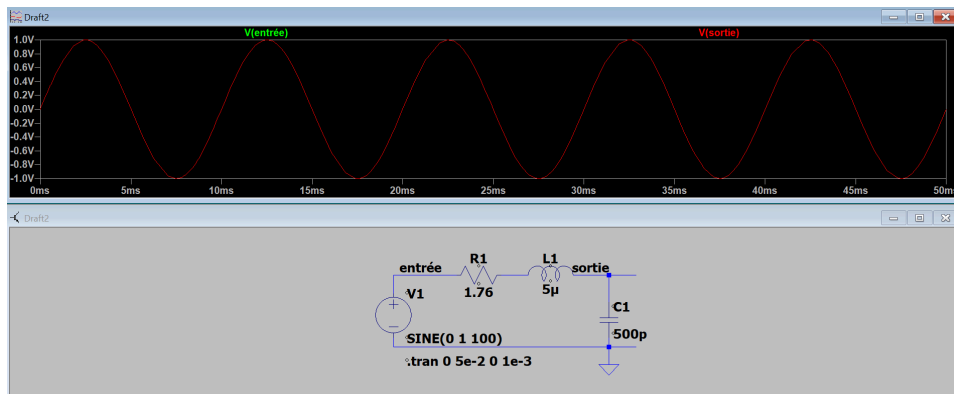 Draft2
V(entrée) V(sortie)
1.0V
0.8V
0.6V
0.4V
0.2V
0.0V
-0.2V
-0.4V
-0.6V
-0.8V
-1.0V
0ms 5ms 10ms 15ms 20ms 25ms 30ms 35ms 40ms 45ms 50ms
Draft2
entrée R1 L1 sortie
V1 1.76 5µ C1
500p
SINE(0 1 100)
.tran 0 5e-2 0 1e-3